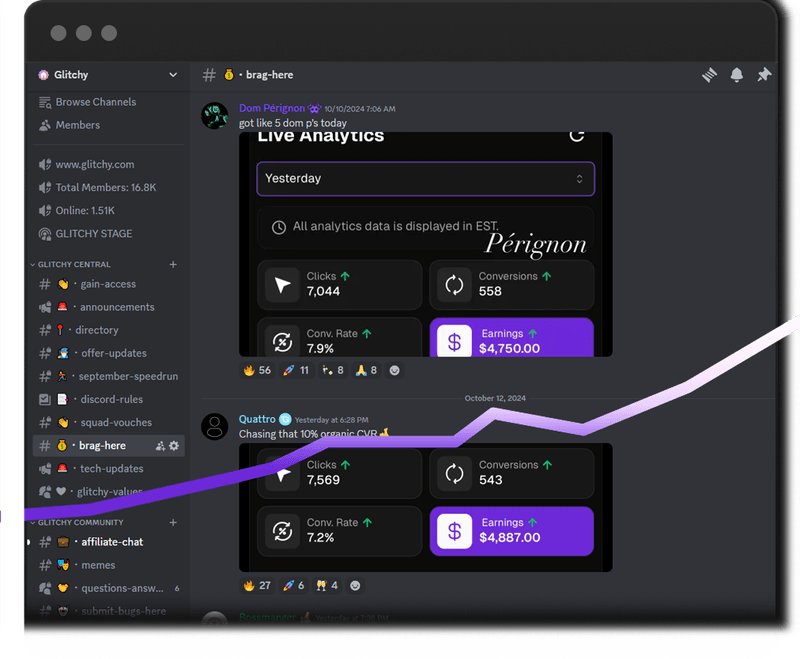 Glitchy
# 💰 · brag-here
Browse Channels
Members
www.glitchy.com
Total Members: 16.8K
Online: 1.51K
GLITCHY STAGE
GLITCHY CENTRAL +
# 👋 · gain-access
🚨 · announcements
# 📍 · directory
# · offer-updates
# · september-speedrun
📝 · discord-rules
# 👋 · squad-vouches
# 💰 · brag-here
🚨 · tech-updates
🖤 · glitchy-values
GLITCHY COMMUNITY +
# 💼 · affiliate-chat
# 🎭 · memes
· questions-answ... 6
# · submit-bugs-here
Dom Pérignon 10/10/2024 7:06 AM
got like 5 dom p's today
Live Analytics
Yesterday
All analytics data is displayed in EST.
Pérignon
Clicks ↑
7,044
Conversions ↑
558
Conv. Rate ↑
7.9%
$
Earnings ↑
$4,750.00
🔥 56 🚀 11 8 🙏 8
October 12, 2024
Quattro Yesterday at 6:28 PM
Chasing that 10% organic CVR
Clicks ↑
7,569
Conversions ↑
543
Conv. Rate ↑
7.2%
$
Earnings ↑
$4,887.00
🔥 27 🚀 6 🥂 4
Yesterday at 7:38 PM